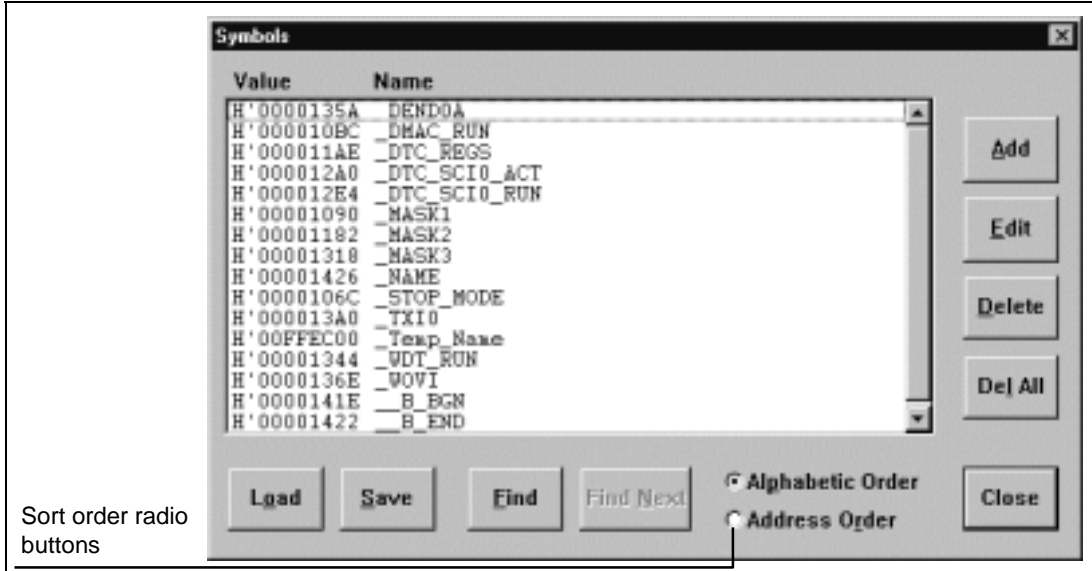 Symbols
Value Name
H'0000135A _DEND0A
H'000010BC _DMAC_RUN
H'000011AE _DTC_REGS
H'000012A0 _DTC_SCI0_ACT
H'000012E4 _DTC_SCI0_RUN
H'00001090 _MASK1
H'00001182 _MASK2
H'00001318 _MASK3
H'00001426 _NAME
H'0000106C _STOP_MODE
H'000013A0 _TXI0
H'00FFEC00 _Temp_Name
H'00001344 _WDT_RUN
H'0000136E _WOVI
H'0000141E __B_BGN
H'00001422 __B_END
Add
Edit
Delete
Del All
Load Save Find Find Next
Alphabetic Order
Address Order
Close
Sort order radio
buttons